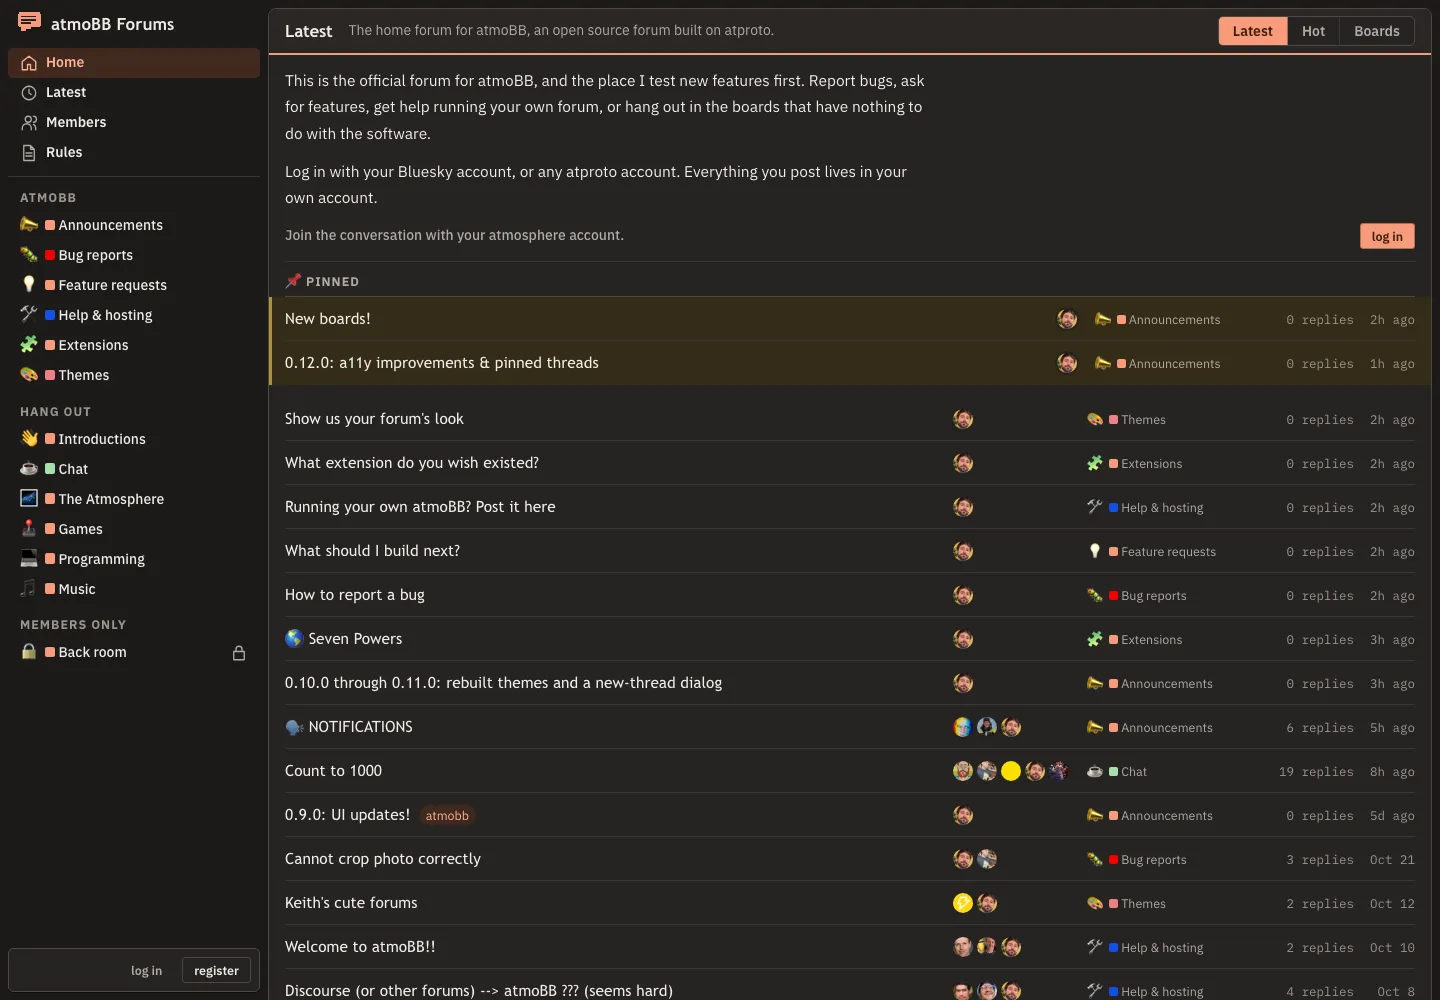 atmoBB Forums
Home
Latest
Members
Rules
ATMOBB
Announcements
Bug reports
Feature requests
Help & hosting
Extensions
Themes
HANG OUT
Introductions
Chat
The Atmosphere
Games
Programming
Music
MEMBERS ONLY
Back room
log in register
Latest The home forum for atmoBB, an open source forum built on atproto. Latest Hot Boards
This is the official forum for atmoBB, and the place I test new features first. Report bugs, ask
for features, get help running your own forum, or hang out in the boards that have nothing to
do with the software.
Log in with your Bluesky account, or any atproto account. Everything you post lives in your
own account.
Join the conversation with your atmosphere account. log in
PINNED
New boards! Announcements 0 replies 2h ago
0.12.0: a11y improvements & pinned threads Announcements 0 replies 1h ago
Show us your forum's look Themes 0 replies 2h ago
What extension do you wish existed? Extensions 0 replies 2h ago
Running your own atmoBB? Post it here Help & hosting 0 replies 2h ago
What should I build next? Feature requests 0 replies 2h ago
How to report a bug Bug reports 0 replies 2h ago
Seven Powers Extensions 0 replies 3h ago
0.10.0 through 0.11.0: rebuilt themes and a new-thread dialog Announcements 0 replies 3h ago
NOTIFICATIONS Announcements 6 replies 5h ago
Count to 1000 Chat 19 replies 8h ago
0.9.0: UI updates! atmobb Announcements 0 replies 5d ago
Cannot crop photo correctly Bug reports 3 replies Oct 21
Keith's cute forums Themes 2 replies Oct 12
Welcome to atmoBB!! Help & hosting 2 replies Oct 10
Discourse (or other forums) --> atmoBB ??? (seems hard) Help & hosting 4 replies Oct 8